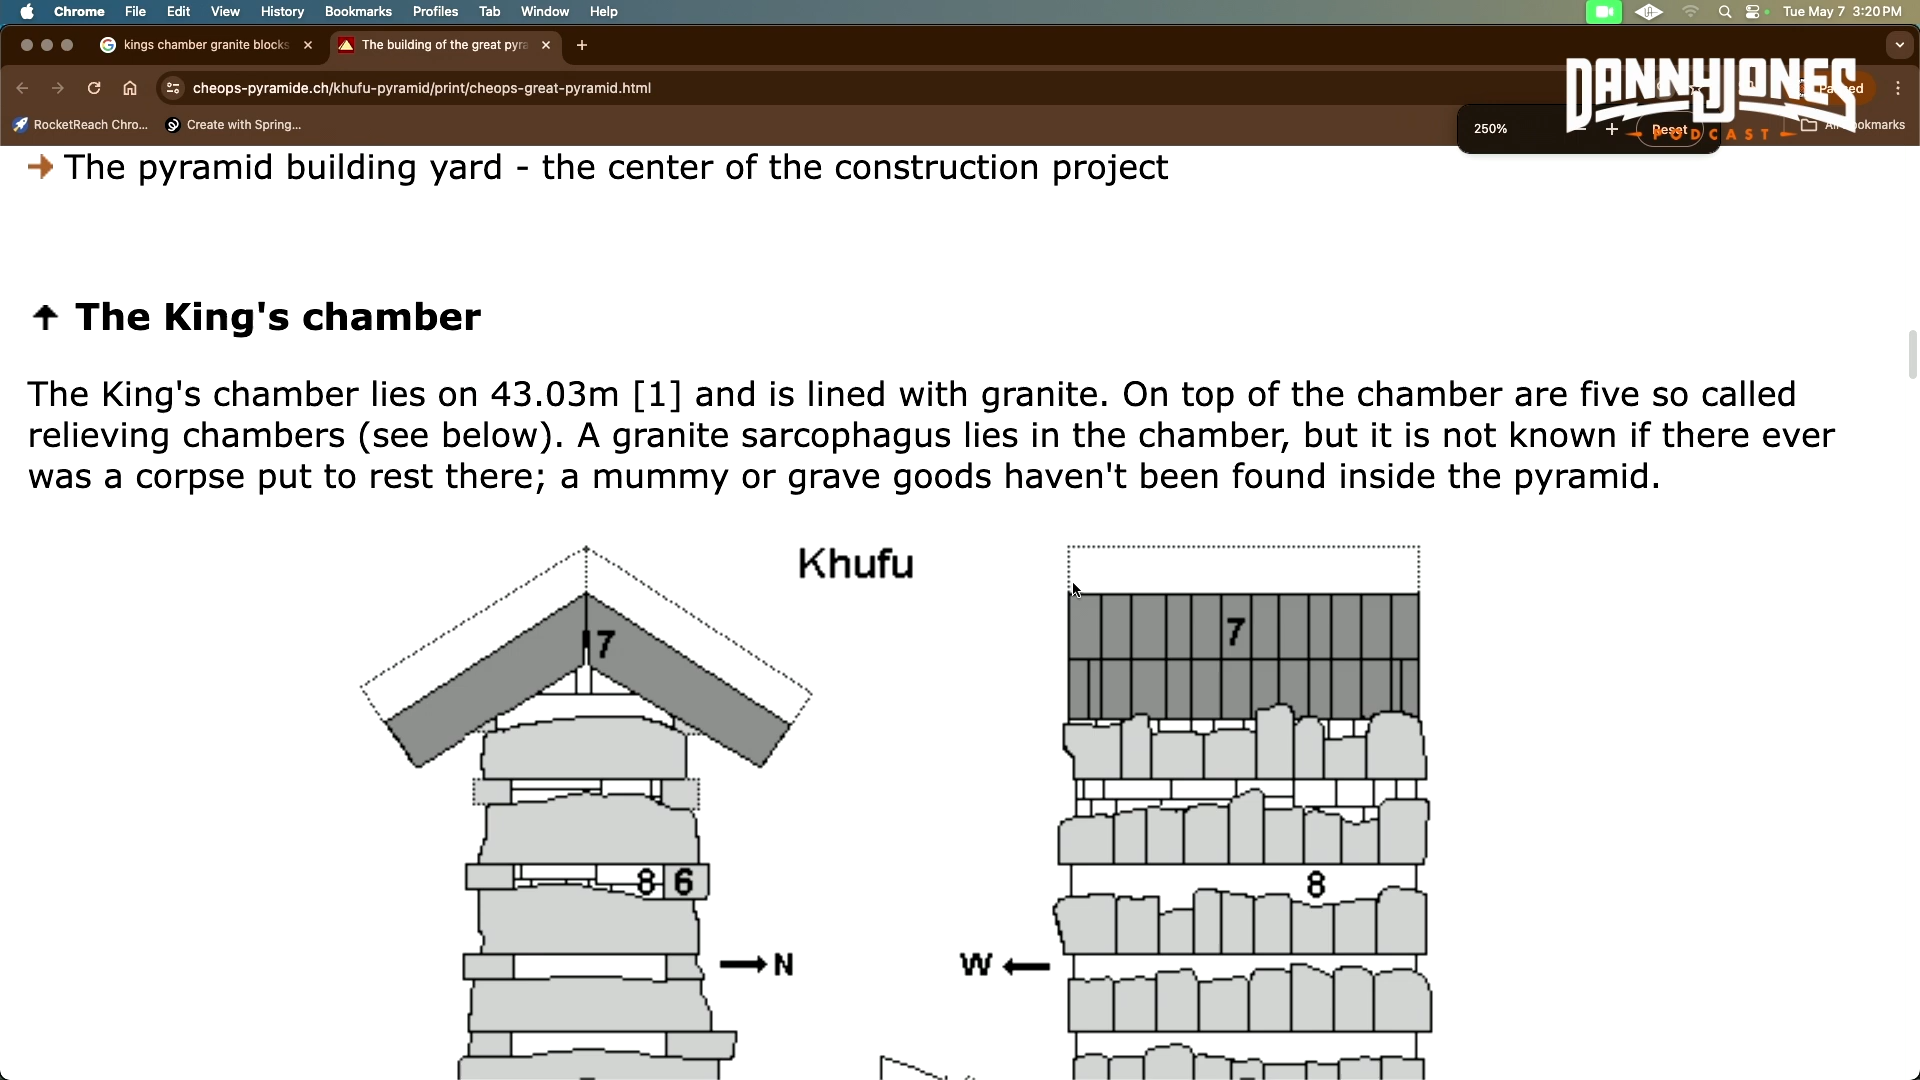 Chrome File Edit View History Bookmarks Profiles Tab Window Help
Tue May 7 3:20 PM
kings chamber granite blocks
The building of the great pyra
cheops-pyramide.ch/khufu-pyramid/print/cheops-great-pyramid.html
RocketReach Chro...
Create with Spring...
250%
Reset
DANNY JONES
PODCAST
The pyramid building yard - the center of the construction project
The King's chamber
The King's chamber lies on 43.03m [1] and is lined with granite. On top of the chamber are five so called
relieving chambers (see below). A granite sarcophagus lies in the chamber, but it is not known if there ever
was a corpse put to rest there; a mummy or grave goods haven't been found inside the pyramid.
Khufu
7
7
8 6
8
N
W